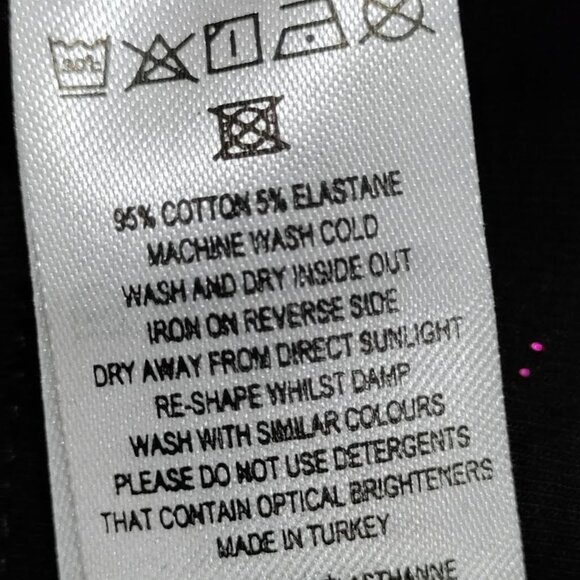 30°C
95% COTTON 5% ELASTANE
MACHINE WASH COLD
WASH AND DRY INSIDE OUT
IRON ON REVERSE SIDE
DRY AWAY FROM DIRECT SUNLIGHT
RE-SHAPE WHILST DAMP
WASH WITH SIMILAR COLOURS
PLEASE DO NOT USE DETERGENTS
THAT CONTAIN OPTICAL BRIGHTENERS
MADE IN TURKEY